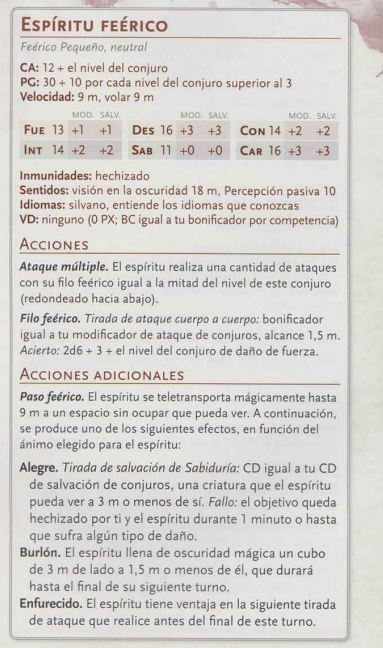 ESPÍRITU FEÉRICO
Feérico Pequeño, neutral
CA: 12 + el nivel del conjuro
PG: 30 + 10 por cada nivel del conjuro superior al 3
Velocidad: 9 m, volar 9 m
MOD. SALV. MOD. SALV. MOD. SALV.
FUE 13 +1 +1 DES 16 +3 +3 CON 14 +2 +2
INT 14 +2 +2 SAB 11 +0 +0 CAR 16 +3 +3
Inmunidades: hechizado
Sentidos: visión en la oscuridad 18 m, Percepción pasiva 10
Idiomas: silvano, entiende los idiomas que conozcas
VD: ninguno (0 PX; BC igual a tu bonificador por competencia)
ACCIONES
Ataque múltiple. El espíritu realiza una cantidad de ataques
con su filo feérico igual a la mitad del nivel de este conjuro
(redondeado hacia abajo).
Filo feérico. Tirada de ataque cuerpo a cuerpo: bonificador
igual a tu modificador de ataque de conjuros, alcance 1,5 m.
Acierto: 2d6 + 3 + el nivel del conjuro de daño de fuerza.
ACCIONES ADICIONALES
Paso feérico. El espíritu se teletransporta mágicamente hasta
9 m a un espacio sin ocupar que pueda ver. A continuación,
se produce uno de los siguientes efectos, en función del
ánimo elegido para el espíritu:
Alegre. Tirada de salvación de Sabiduría: CD igual a tu CD
de salvación de conjuros, una criatura que el espíritu
pueda ver a 3 m o menos de sí. Fallo: el objetivo queda
hechizado por ti y el espíritu durante 1 minuto o hasta
que sufra algún tipo de daño.
Burlón. El espíritu llena de oscuridad mágica un cubo
de 3 m de lado a 1,5 m o menos de él, que durará
hasta el final de su siguiente turno.
Enfurecido. El espíritu tiene ventaja en la siguiente tirada
de ataque que realice antes del final de este turno.